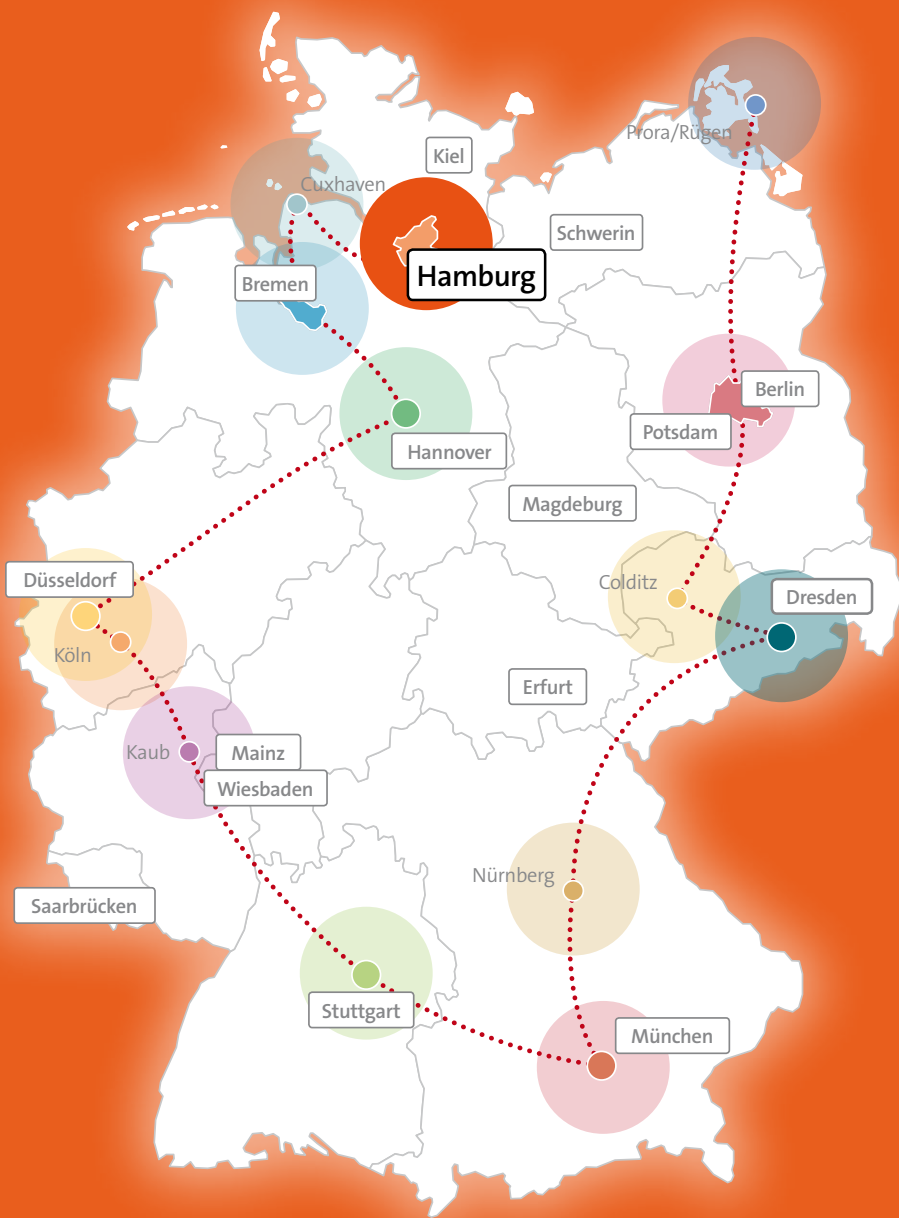 Prora/Rügen
Kiel
Cuxhaven
Schwerin
Hamburg
Bremen
Berlin
Potsdam
Hannover
Magdeburg
Düsseldorf
Colditz
Dresden
Köln
Erfurt
Kaub
Mainz
Wiesbaden
Nürnberg
Saarbrücken
Stuttgart
München